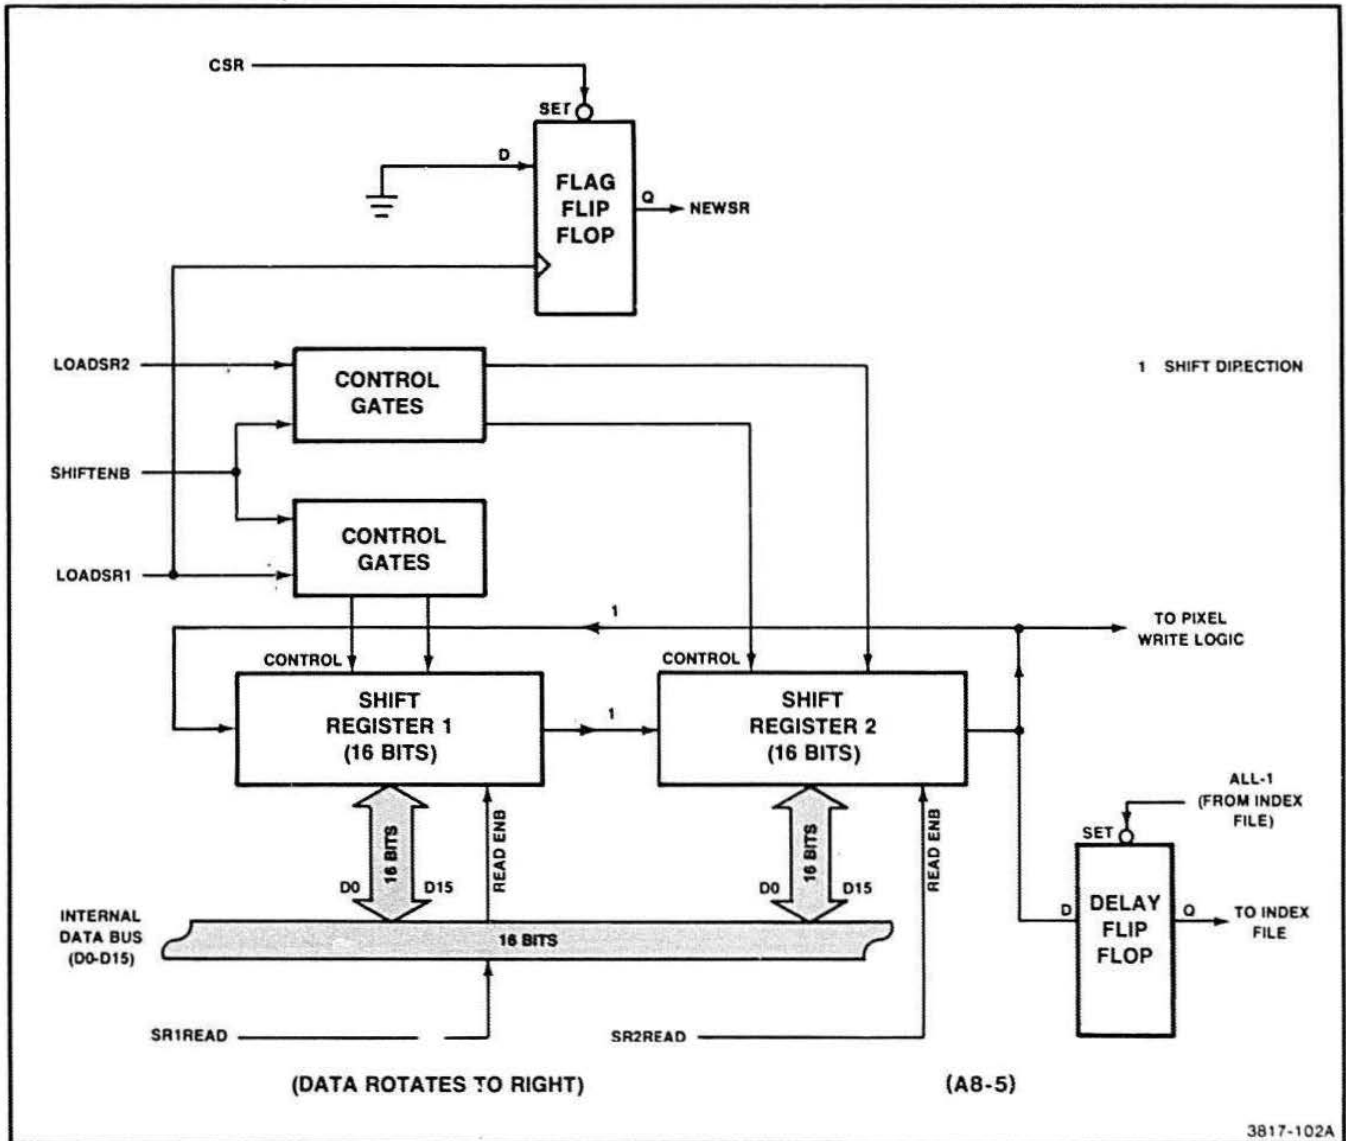 CSR
SET
D
FLAG
FLIP
FLOP
Q
NEWSR
LOADSR2
CONTROL
GATES
1 SHIFT DIRECTION
SHIFTENB
CONTROL
GATES
LOADSR1
1
TO PIXEL
WRITE LOGIC
CONTROL
SHIFT
REGISTER 1
(16 BITS)
1
CONTROL
SHIFT
REGISTER 2
(16 BITS)
ALL-1
(FROM INDEX
FILE)
SET
16 BITS
D0
D15
READ ENB
16 BITS
D0
D15
READ ENB
D
DELAY
FLIP
FLOP
Q
TO INDEX
FILE
INTERNAL
DATA BUS
(D0-D15)
16 BITS
SR1READ
SR2READ
(DATA ROTATES TO RIGHT)
(A8-5)
3817-102A